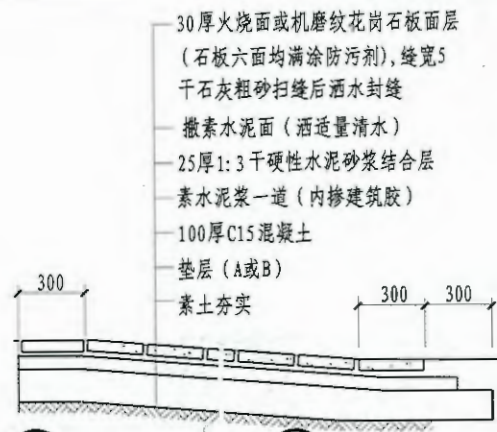 30厚火烧面或机磨纹花岗石板面层
(石板六面均满涂防污剂),缝宽5
干石灰粗砂扫缝后洒水封缝
撒素水泥面(洒适量清水)
25厚1:3干硬性水泥砂浆结合层
素水泥浆一道(内掺建筑胶)
100厚C15混凝土
垫层(A或B)
素土夯实
300
300
300